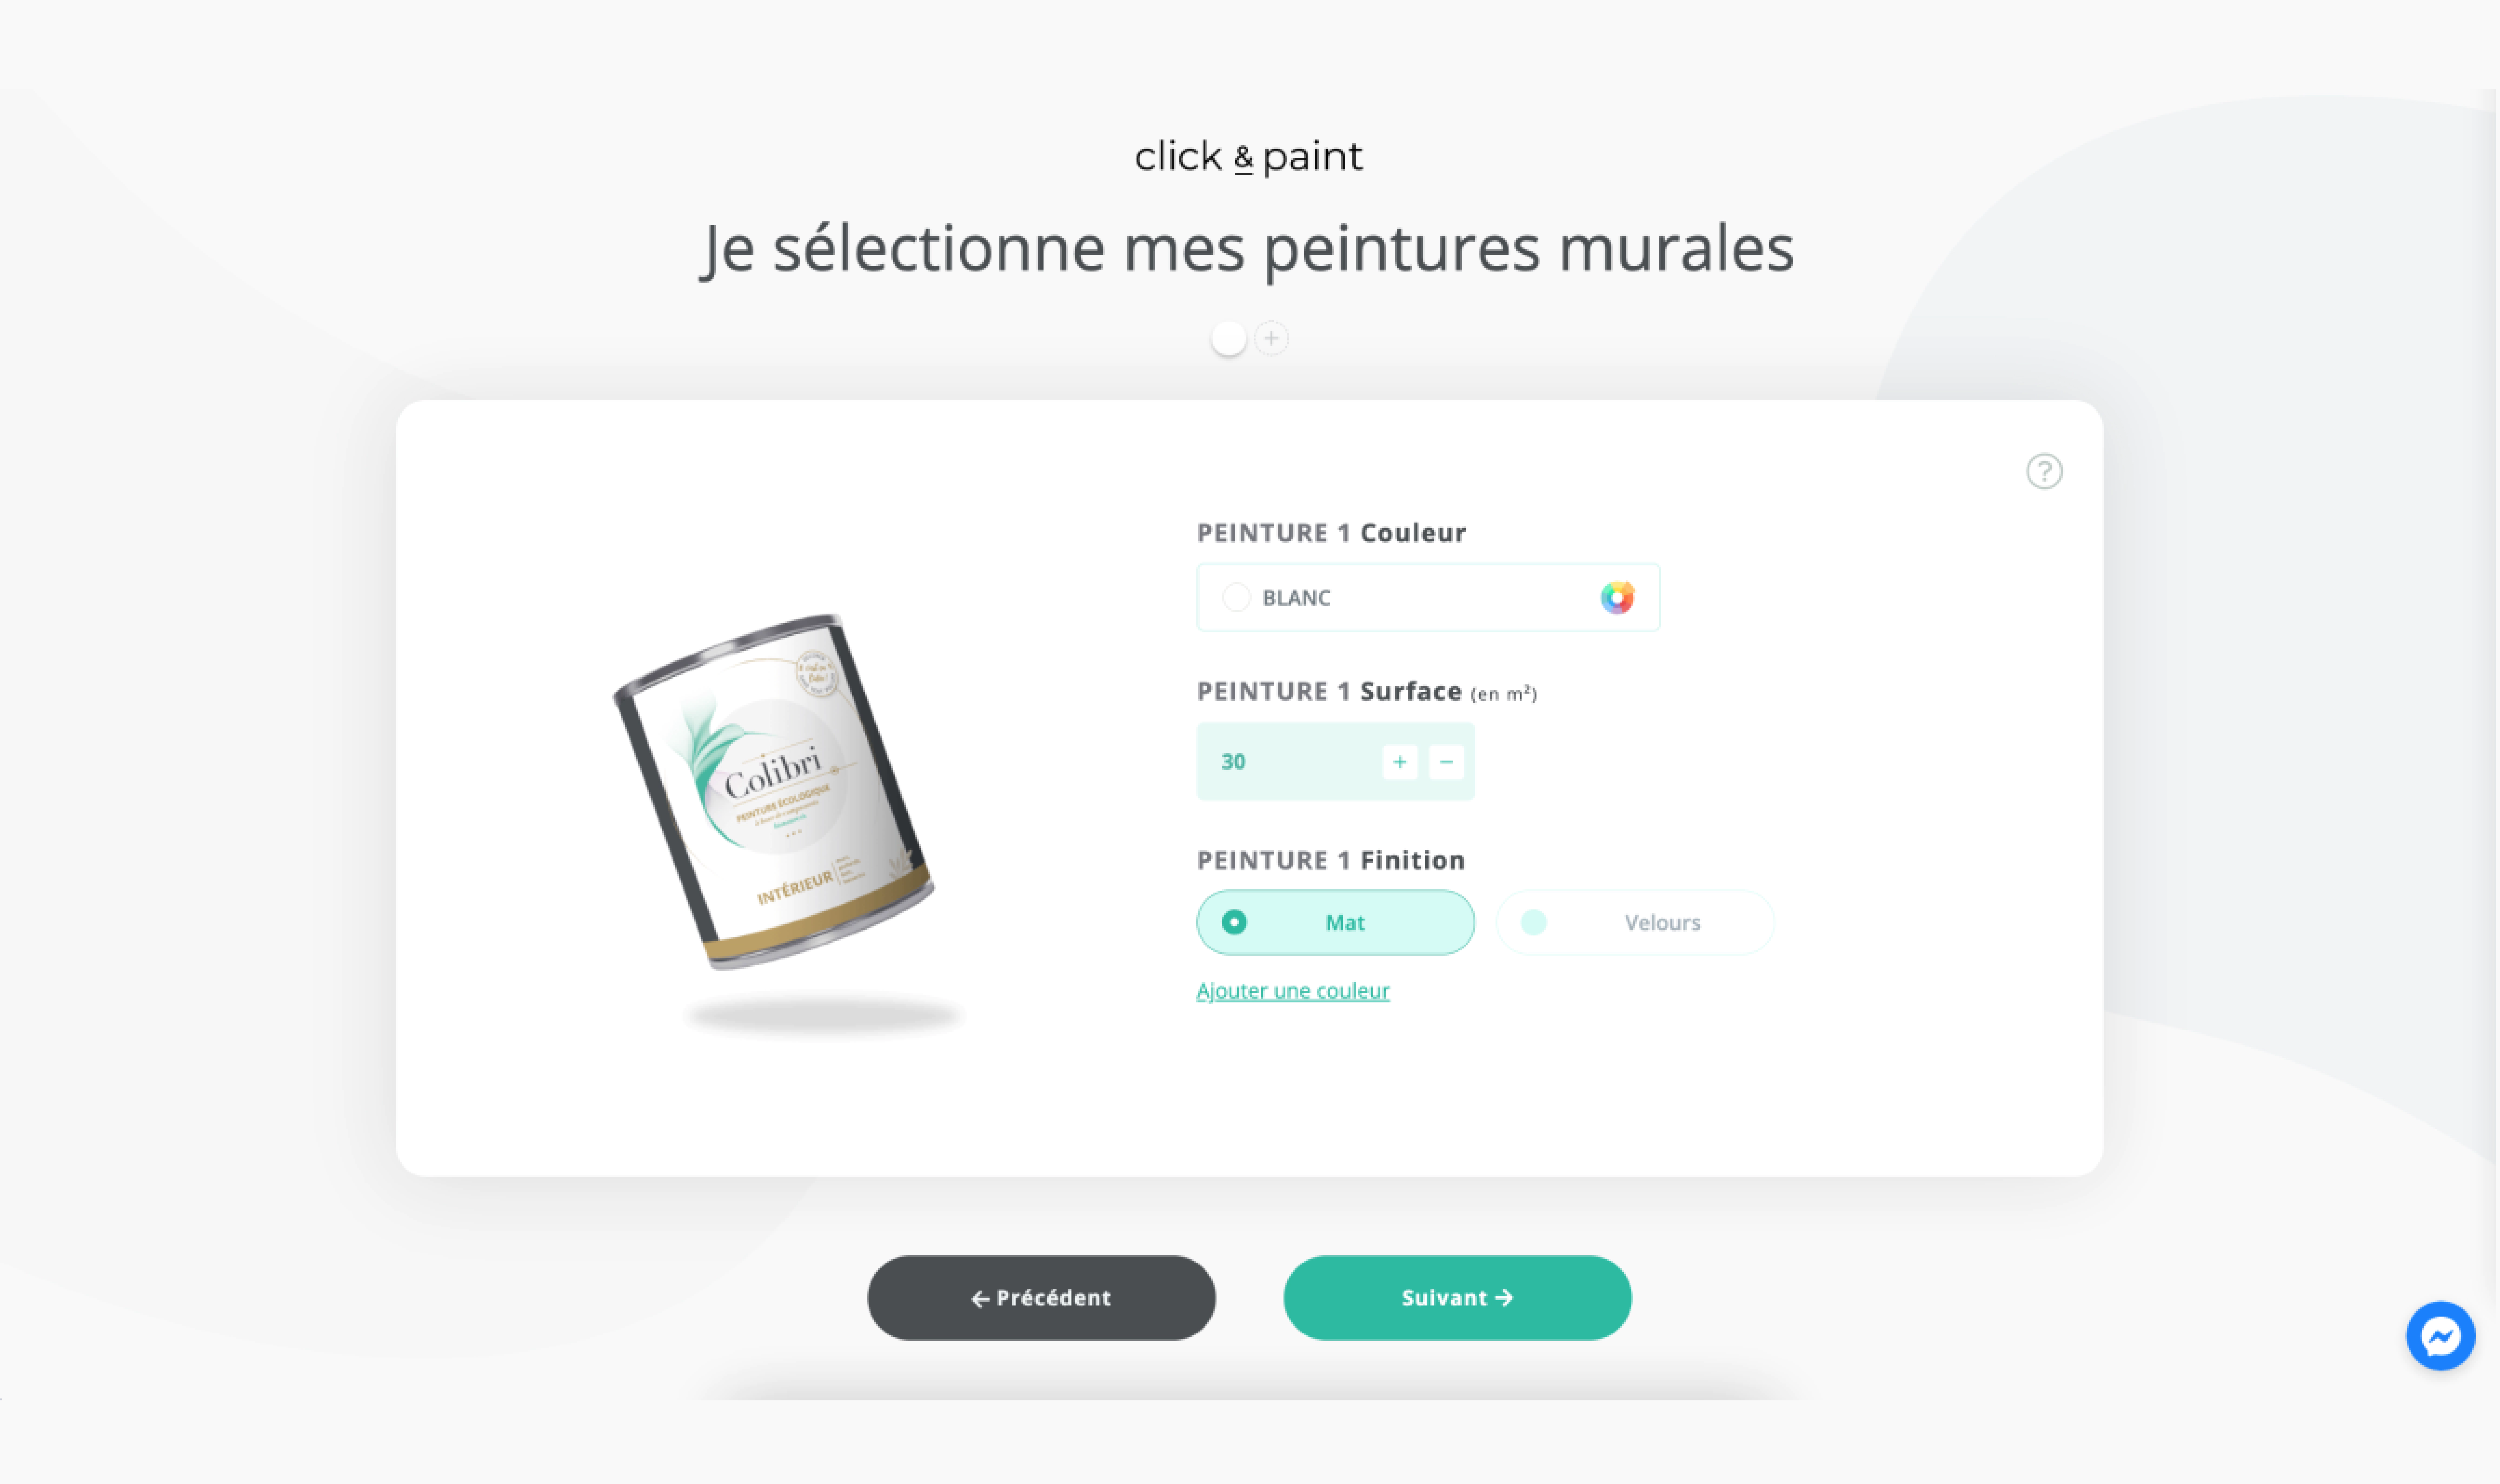 click & paint
Je sélectionne mes peintures murales
+
?
PEINTURE 1 Couleur
BLANC
PEINTURE 1 Surface (en m²)
30 + −
PEINTURE 1 Finition
Mat Velours
Ajouter une couleur
Colibri
PEINTURE ÉCOLOGIQUE
INTÉRIEUR
← Précédent Suivant →